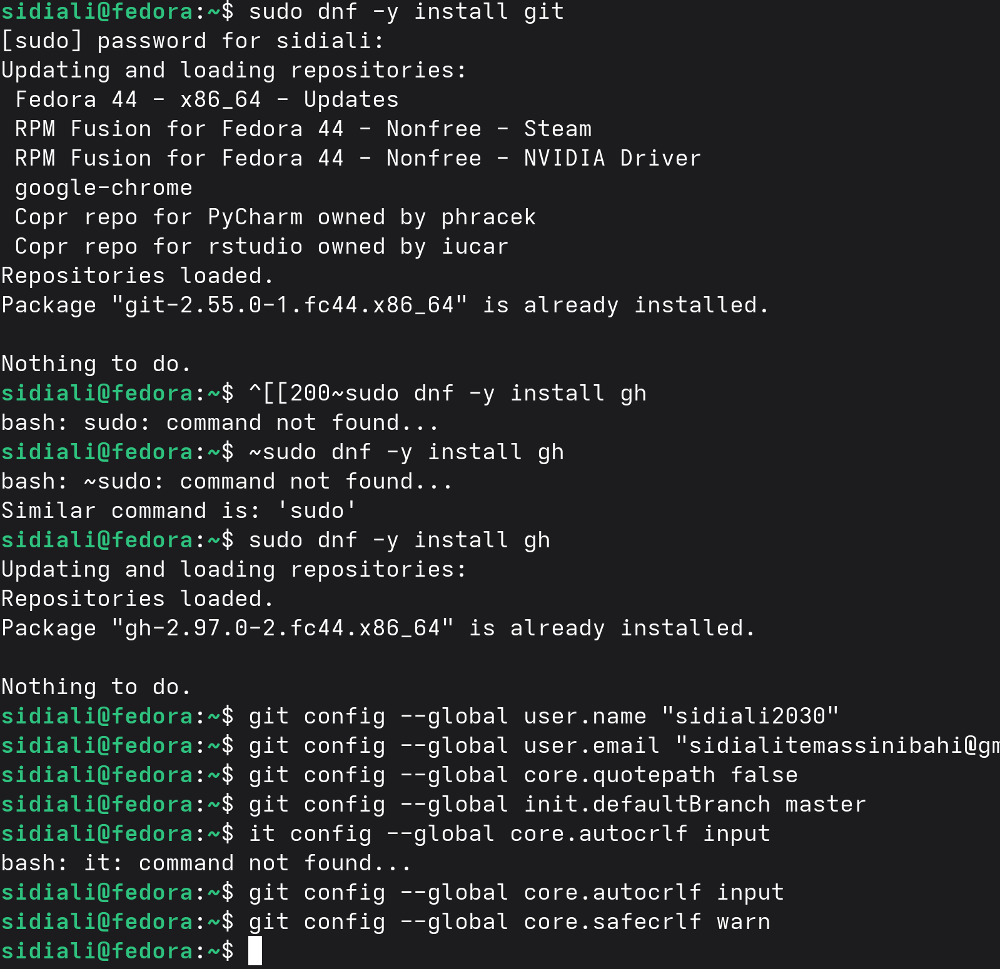 sidiali@fedora:~$ sudo dnf -y install git
[sudo] password for sidiali:
Updating and loading repositories:
 Fedora 44 - x86_64 - Updates
 RPM Fusion for Fedora 44 - Nonfree - Steam
 RPM Fusion for Fedora 44 - Nonfree - NVIDIA Driver
 google-chrome
 Copr repo for PyCharm owned by phracek
 Copr repo for rstudio owned by iucar
Repositories loaded.
Package "git-2.55.0-1.fc44.x86_64" is already installed.

Nothing to do.
sidiali@fedora:~$ ^[[200~sudo dnf -y install gh
bash: sudo: command not found...
sidiali@fedora:~$ ~sudo dnf -y install gh
bash: ~sudo: command not found...
Similar command is: 'sudo'
sidiali@fedora:~$ sudo dnf -y install gh
Updating and loading repositories:
Repositories loaded.
Package "gh-2.97.0-2.fc44.x86_64" is already installed.

Nothing to do.
sidiali@fedora:~$ git config --global user.name "sidiali2030"
sidiali@fedora:~$ git config --global user.email "sidialitemassinibahi@gm
sidiali@fedora:~$ git config --global core.quotepath false
sidiali@fedora:~$ git config --global init.defaultBranch master
sidiali@fedora:~$ it config --global core.autocrlf input
bash: it: command not found...
sidiali@fedora:~$ git config --global core.autocrlf input
sidiali@fedora:~$ git config --global core.safecrlf warn
sidiali@fedora:~$